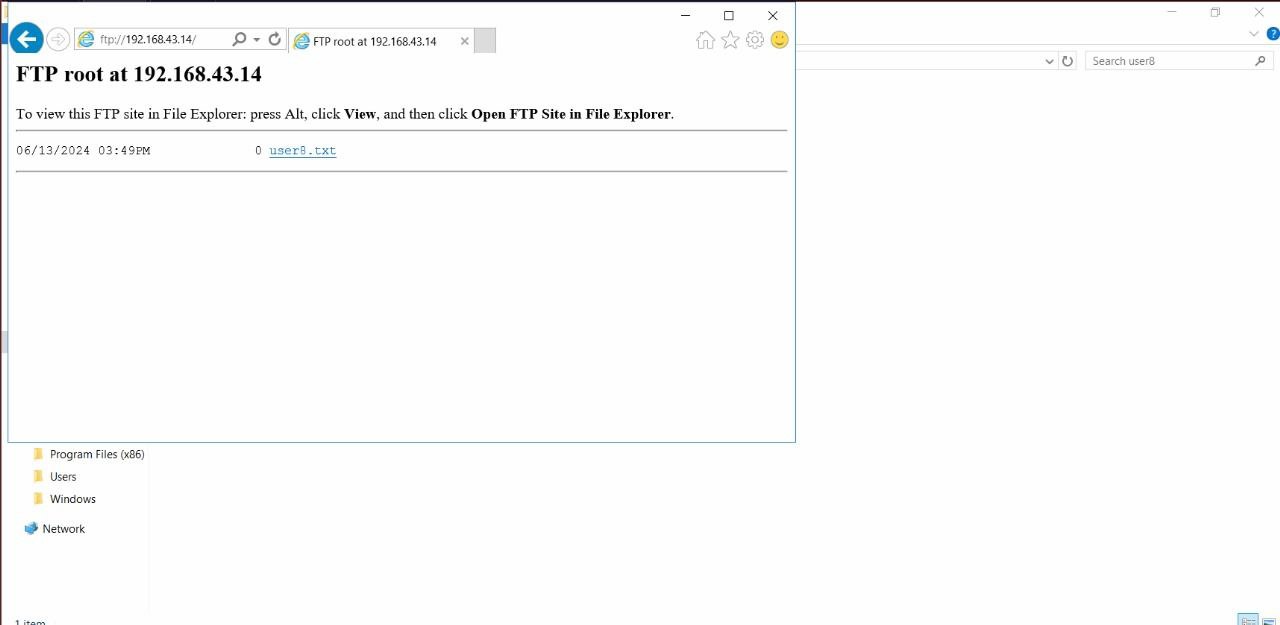 ftp://192.168.43.14/
FTP root at 192.168.43.14
Search user8
FTP root at 192.168.43.14
To view this FTP site in File Explorer: press Alt, click View, and then click Open FTP Site in File Explorer.
06/13/2024 03:49PM 0 user8.txt
Program Files (x86)
Users
Windows
Network
1 item